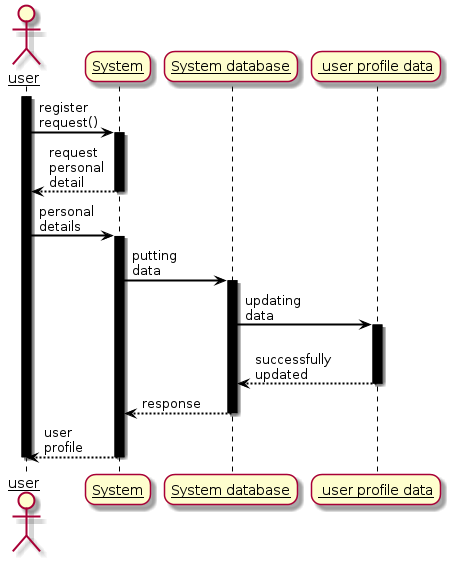 user
System
System database
user profile data
register
request()
request
personal
detail
personal
details
putting
data
updating
data
successfully
updated
response
user
profile
user
System
System database
user profile data